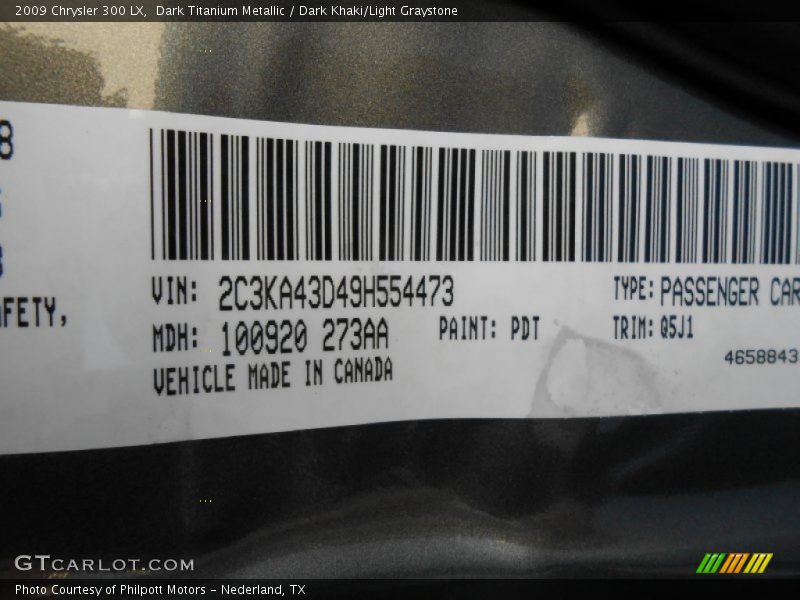 2009 Chrysler 300 LX, Dark Titanium Metallic / Dark Khaki/Light Graystone
8
AFETY,
VIN: 2C3KA43D49H554473 TYPE: PASSENGER CAR
MDH: 100920 273AA PAINT: PDT TRIM: Q5J1
VEHICLE MADE IN CANADA
4658843
GTCARLOT.COM
Photo Courtesy of Philpott Motors - Nederland, TX